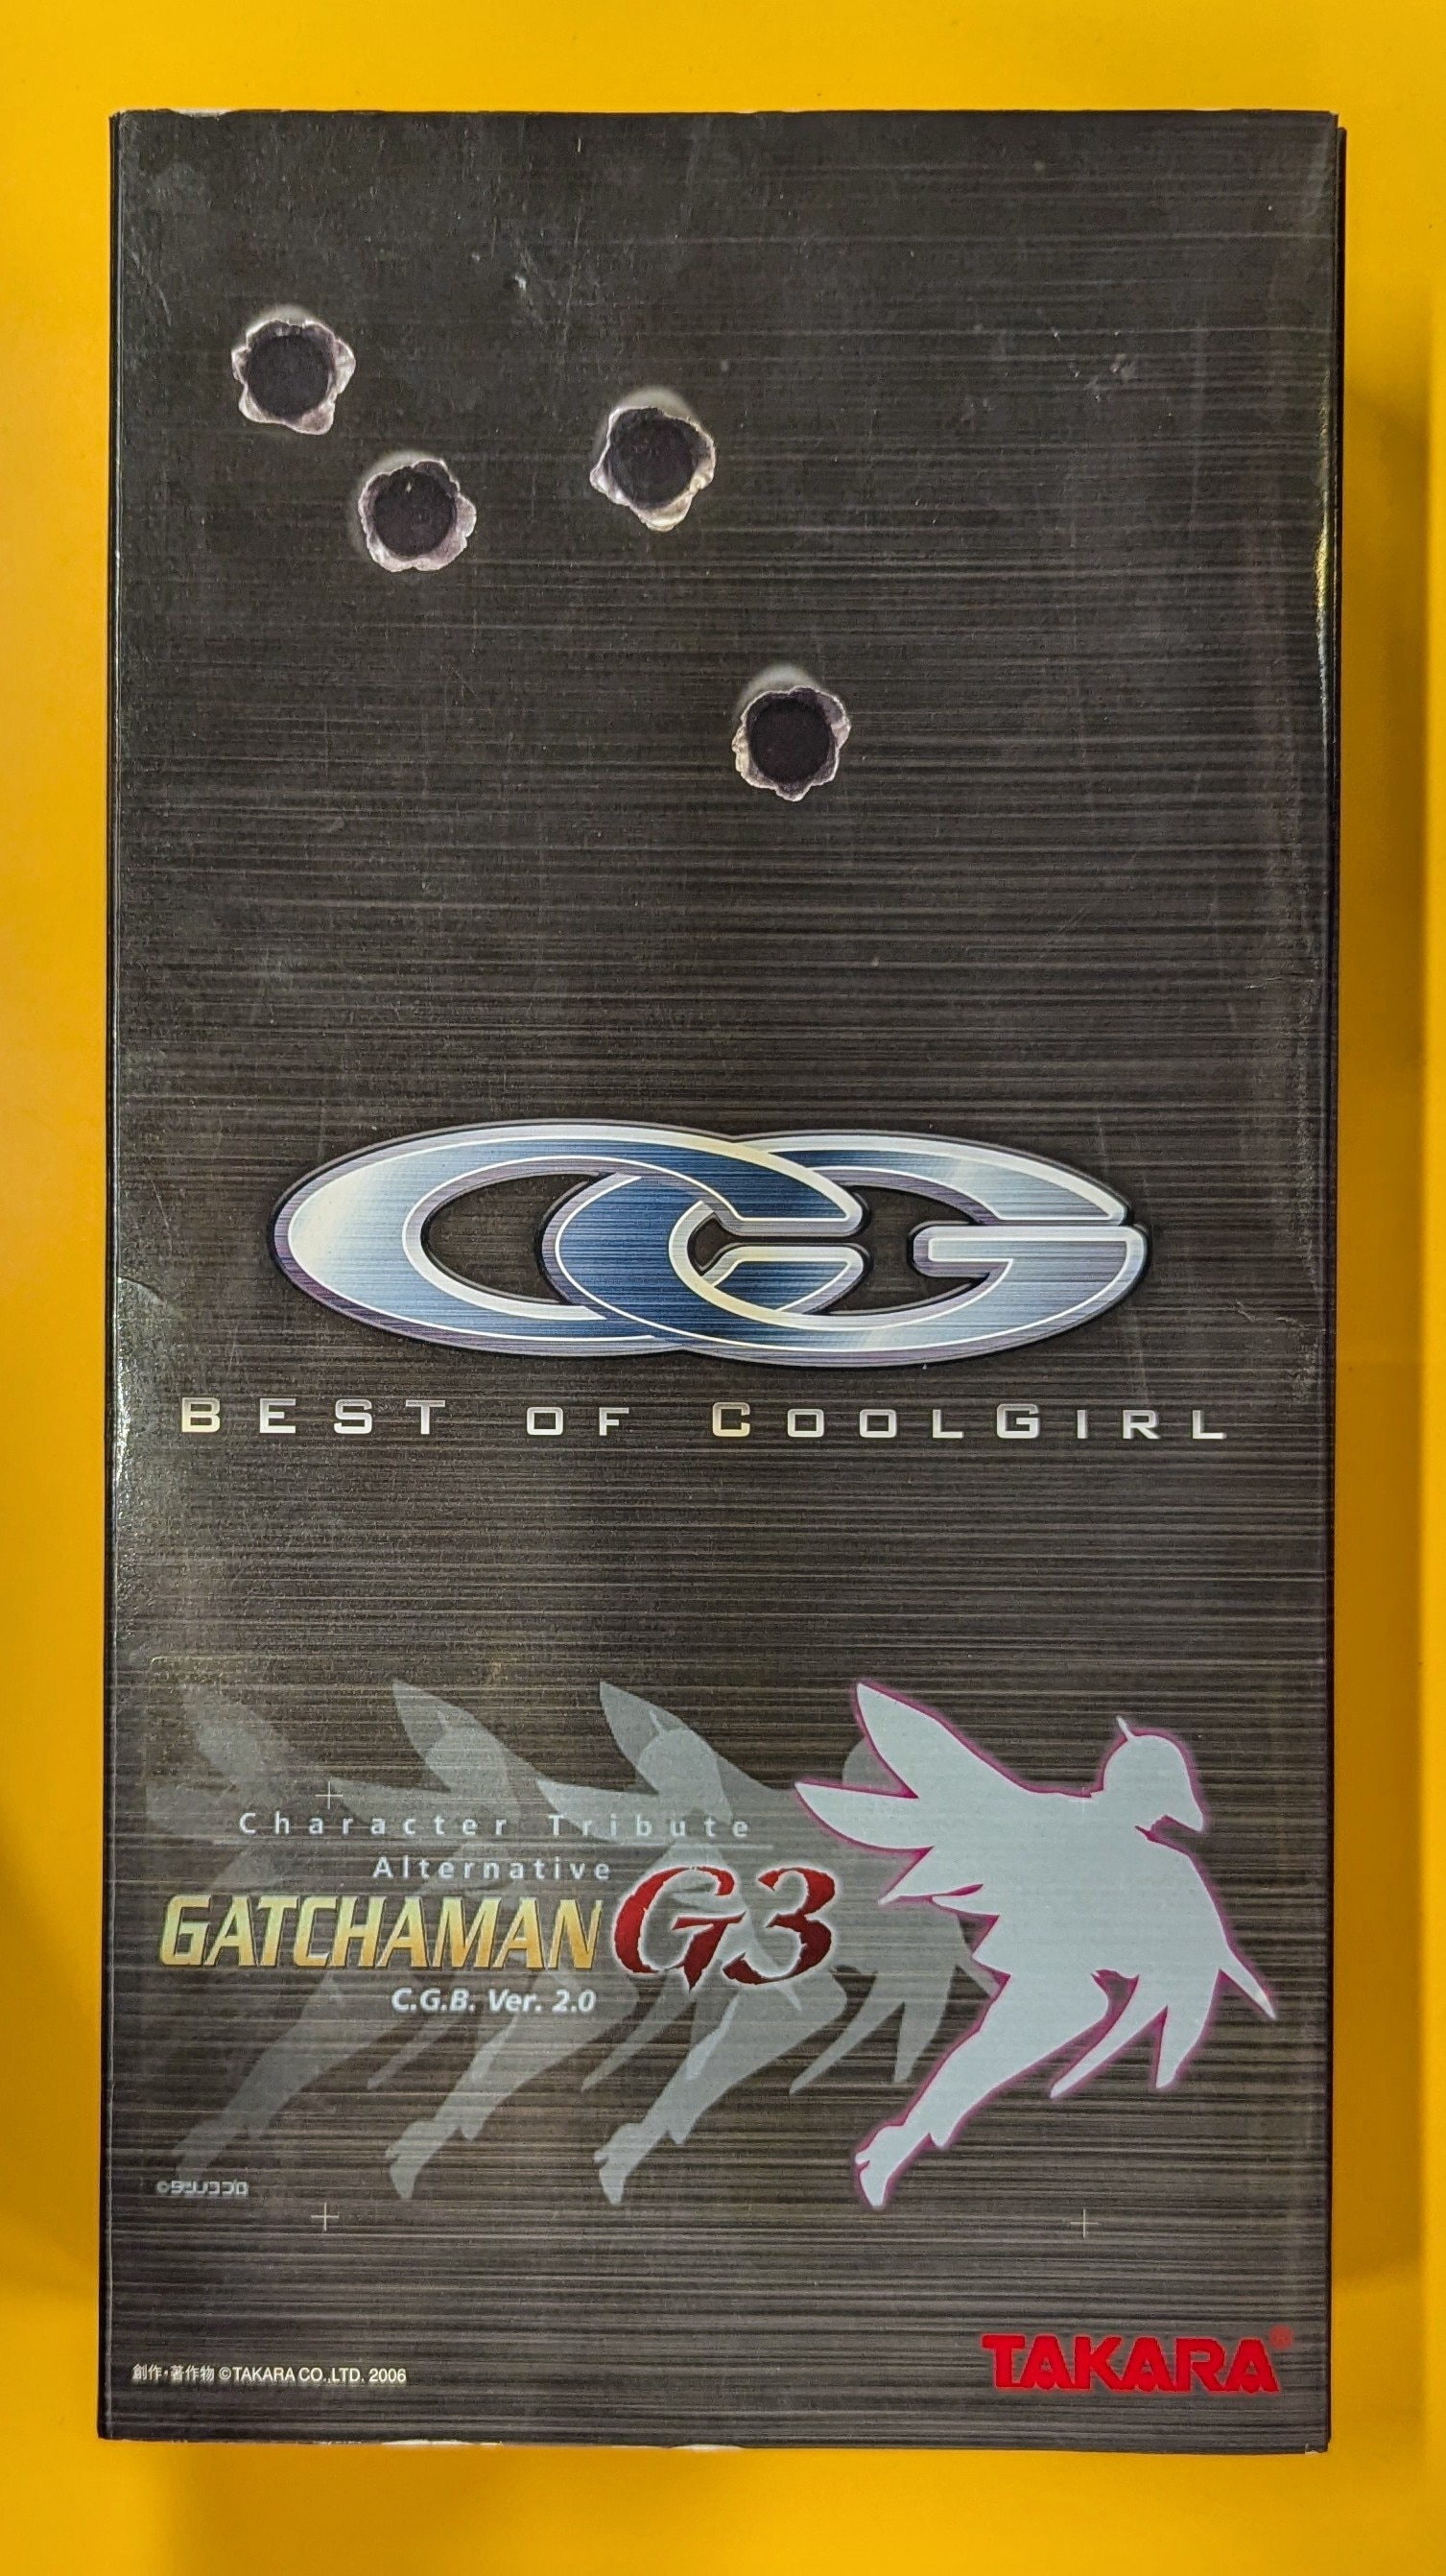 CG
BEST OF COOLGIRL
Character Tribute
Alternative
GATCHAMAN G3
C.G.B. Ver. 2.0
©タツノコプロ
創作・著作物 ©TAKARA CO.,LTD. 2006
TAKARA®